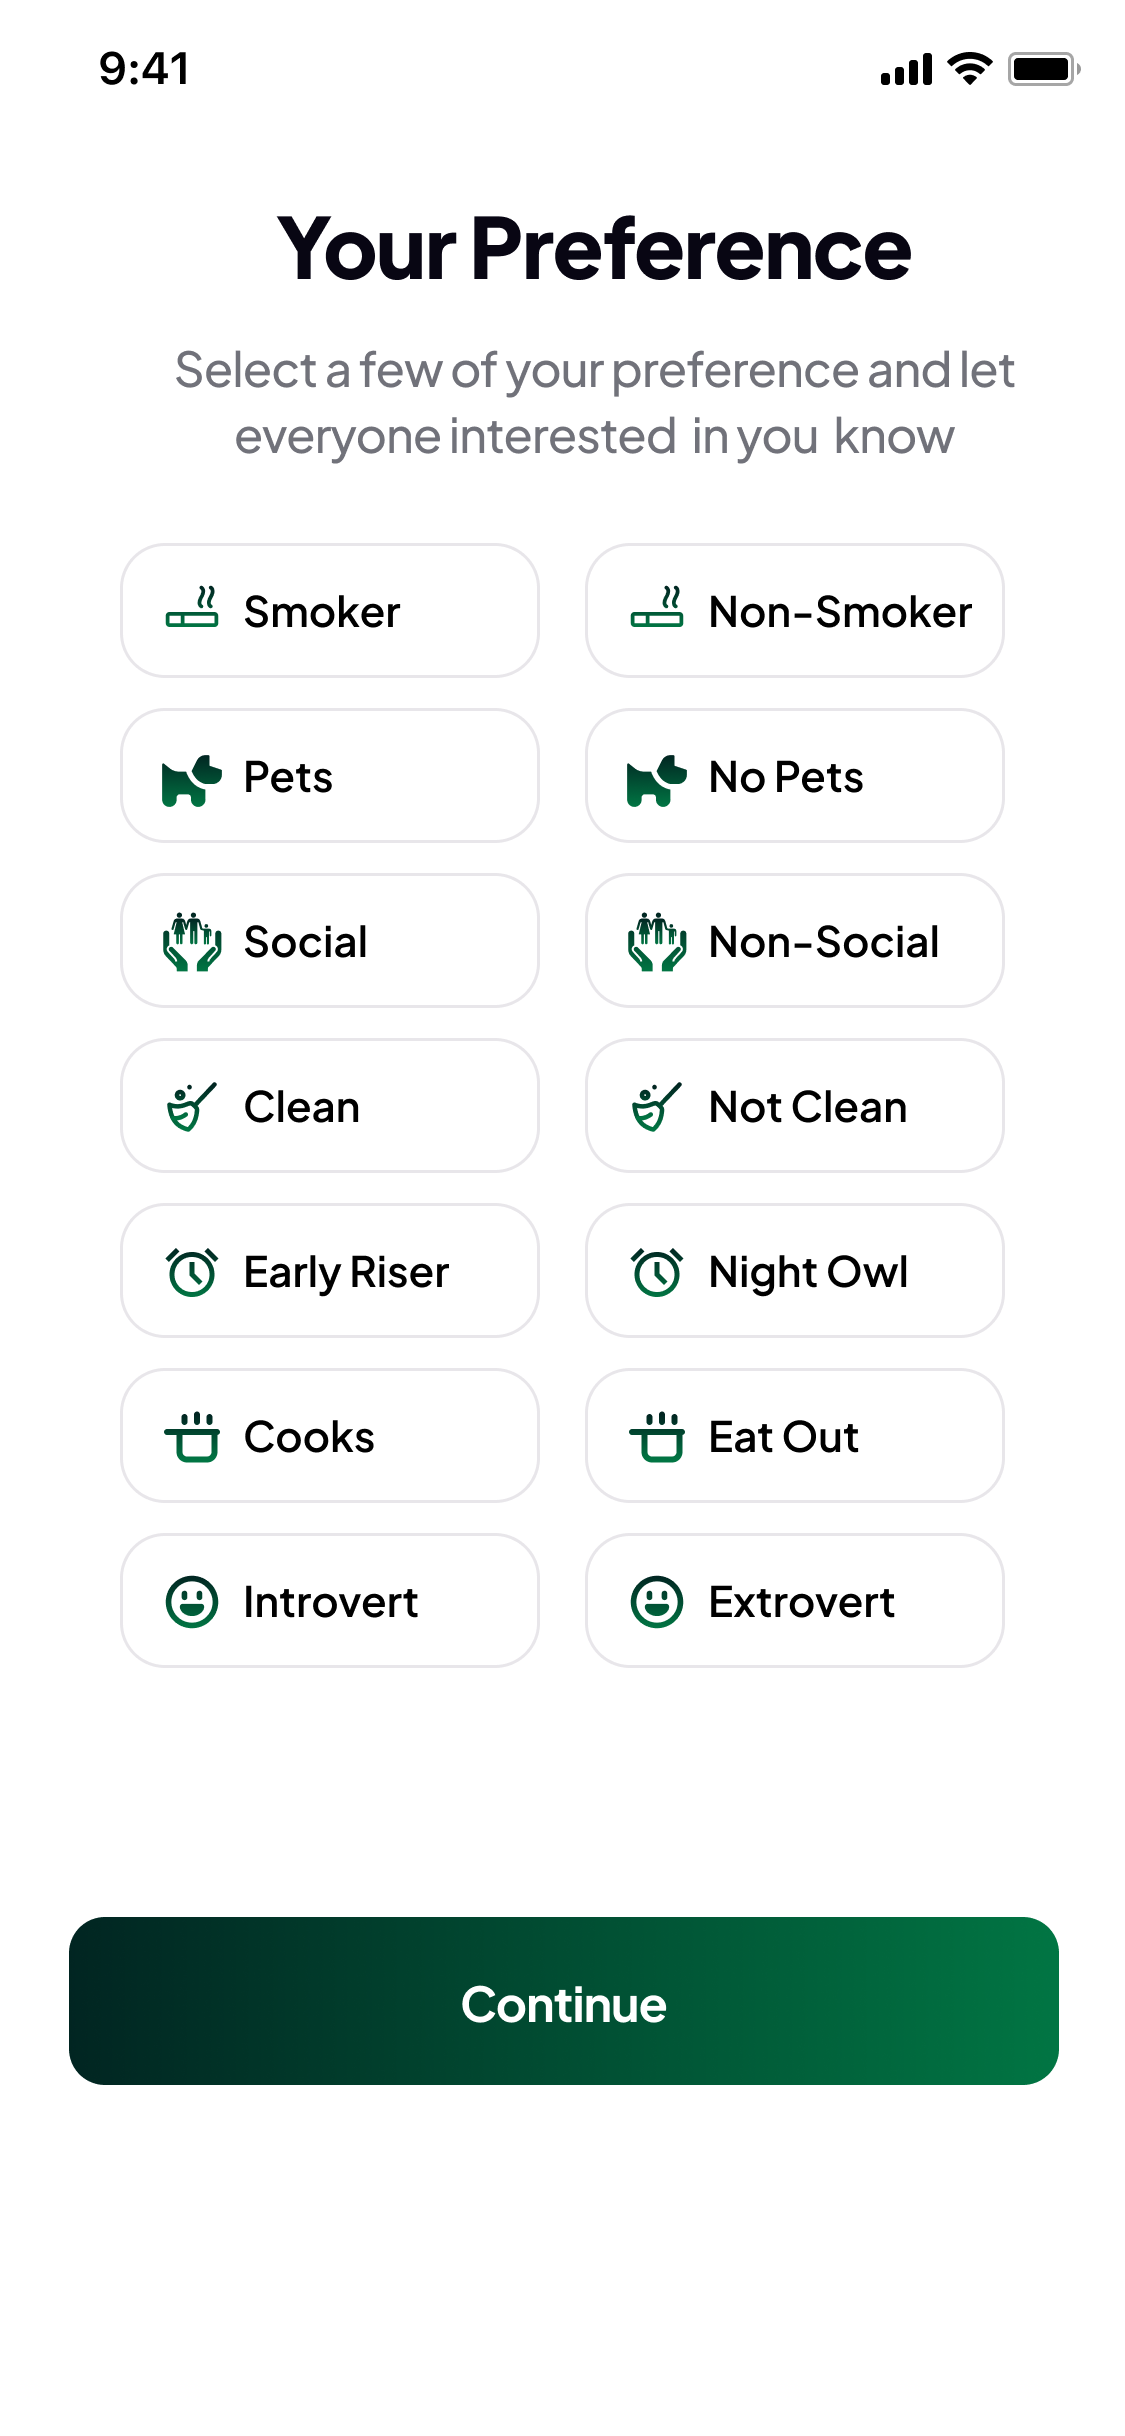 9:41
Your Preference
Select a few of your preference and let
everyone interested in you know
Smoker
Non-Smoker
Pets
No Pets
Social
Non-Social
Clean
Not Clean
Early Riser
Night Owl
Cooks
Eat Out
Introvert
Extrovert
Continue